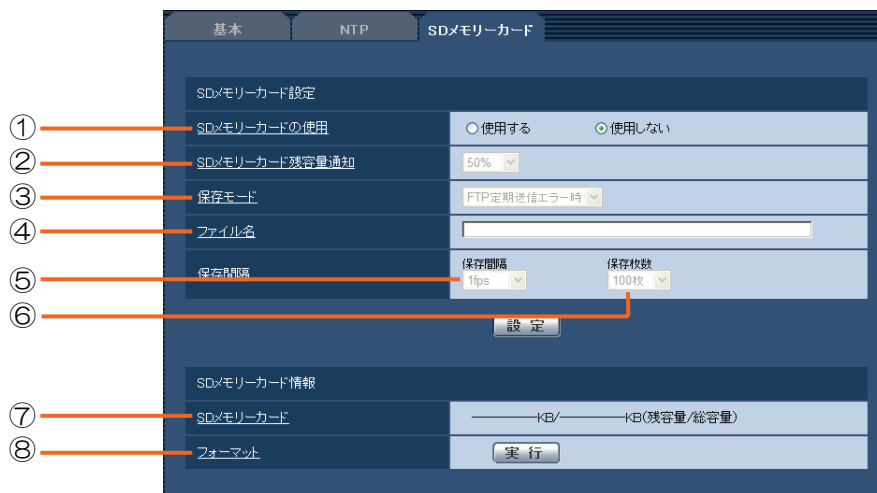 基本 NTP SDメモリーカード
SDメモリーカード設定
① SDメモリーカードの使用 使用する 使用しない
② SDメモリーカード残容量通知 50%
③ 保存モード FTP定期送信エラー時
④ ファイル名
保存間隔 保存枚数
⑤ 保存間隔 1fps 100枚
⑥
設定
SDメモリーカード情報
⑦ SDメモリーカード ―――――KB/―――――KB(残容量/総容量)
⑧ フォーマット 実行